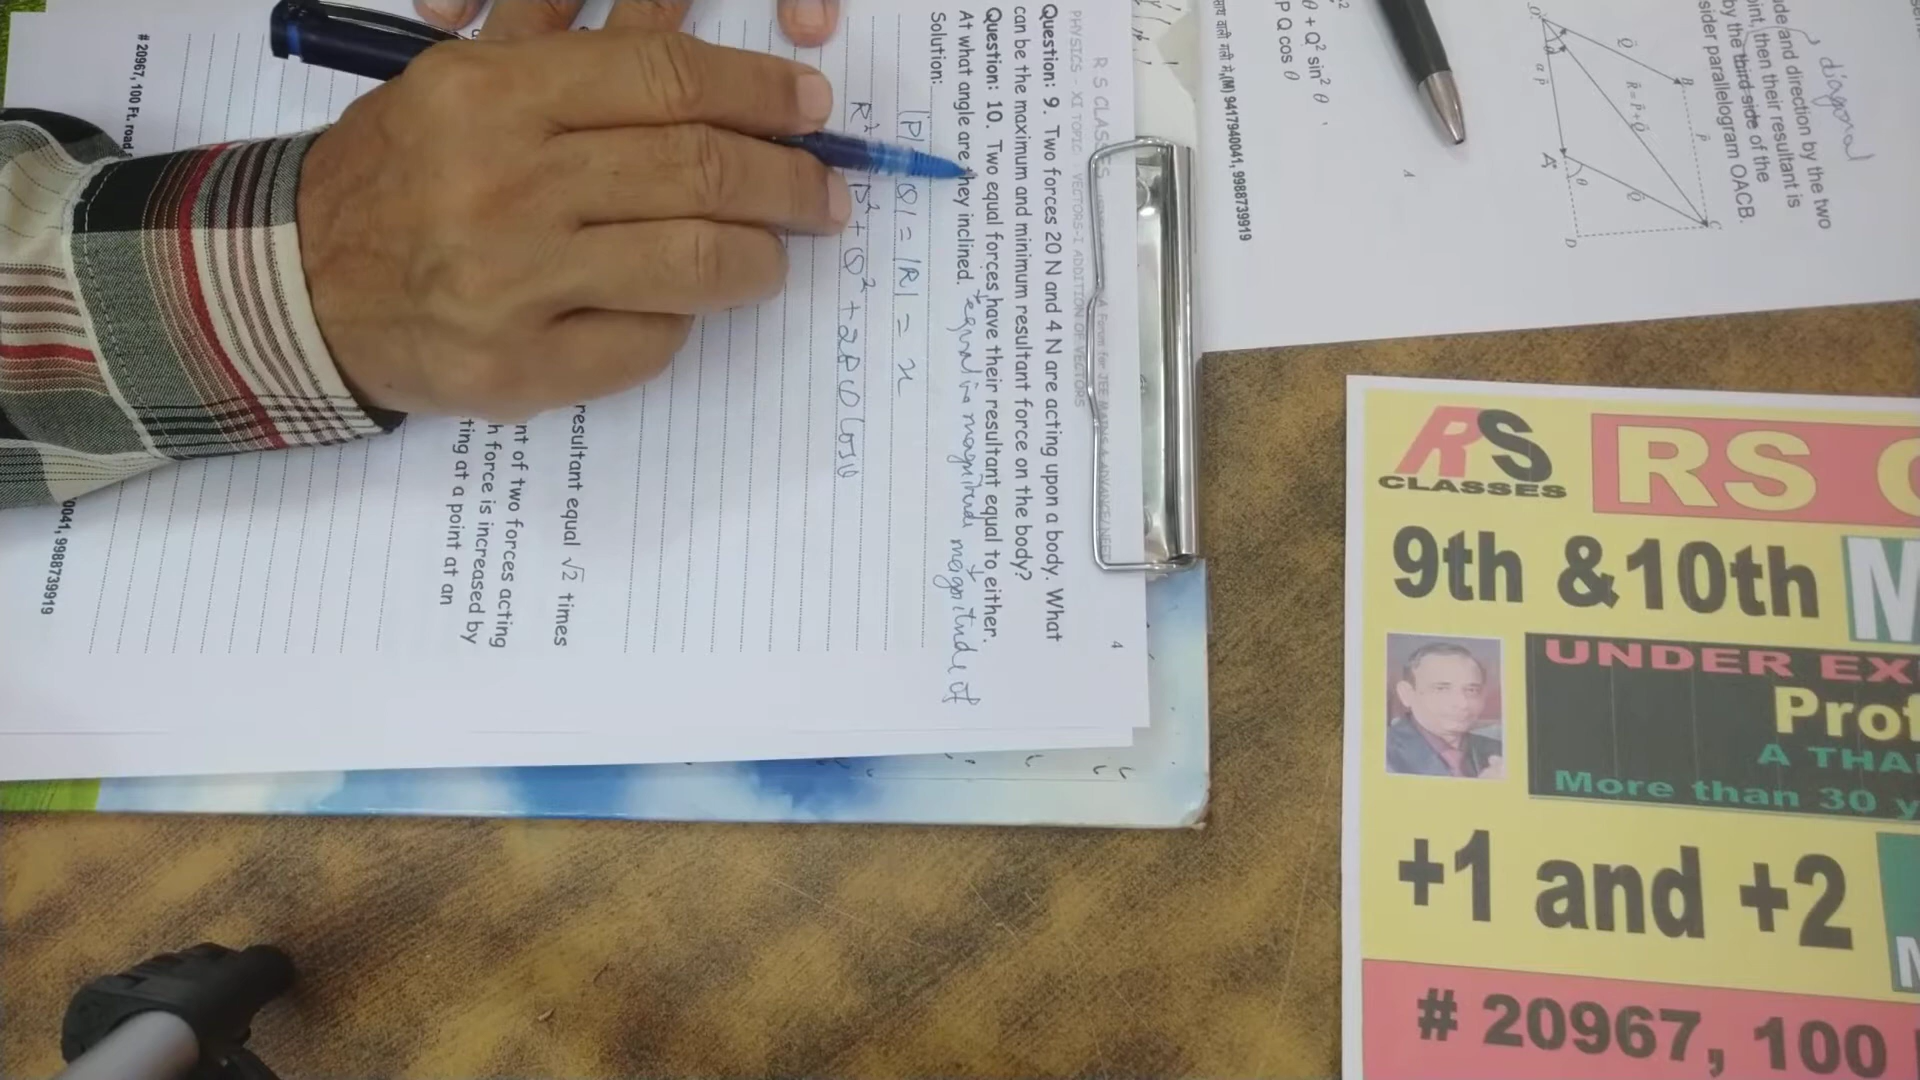 R S CLASSES
PHYSICS - XI TOPIC VECTORS-I ADDITION OF VECTORS
4
Question: 9. Two forces 20 N and 4 N are acting upon a body. What
can be the maximum and minimum resultant force on the body?
Question: 10. Two equal forces have their resultant equal to either.
At what angle are they inclined. equal in magnitude magnitude of
Solution:
|P| Q| = |R| = x
R² P² + Q² + 2PQ Cosθ
resultant equal √2 times
nt of two forces acting
h force is increased by
ting at a point at an
# 20967, 100 Ft. road
0041, 9988739919
diagonal
and direction by the two
then their resultant is
by the third side of the
sider parallelogram OACB.
B
P
Q
R = P + Q
O
θ
P
A
θ
Q
C
D
θ + Q² sin² θ
P Q cos θ
(M) 9417940041, 9988739919
RS
CLASSES
RS
9th & 10th M
UNDER EX
Prof
A THA
More than 30 y
+1 and +2
# 20967, 100